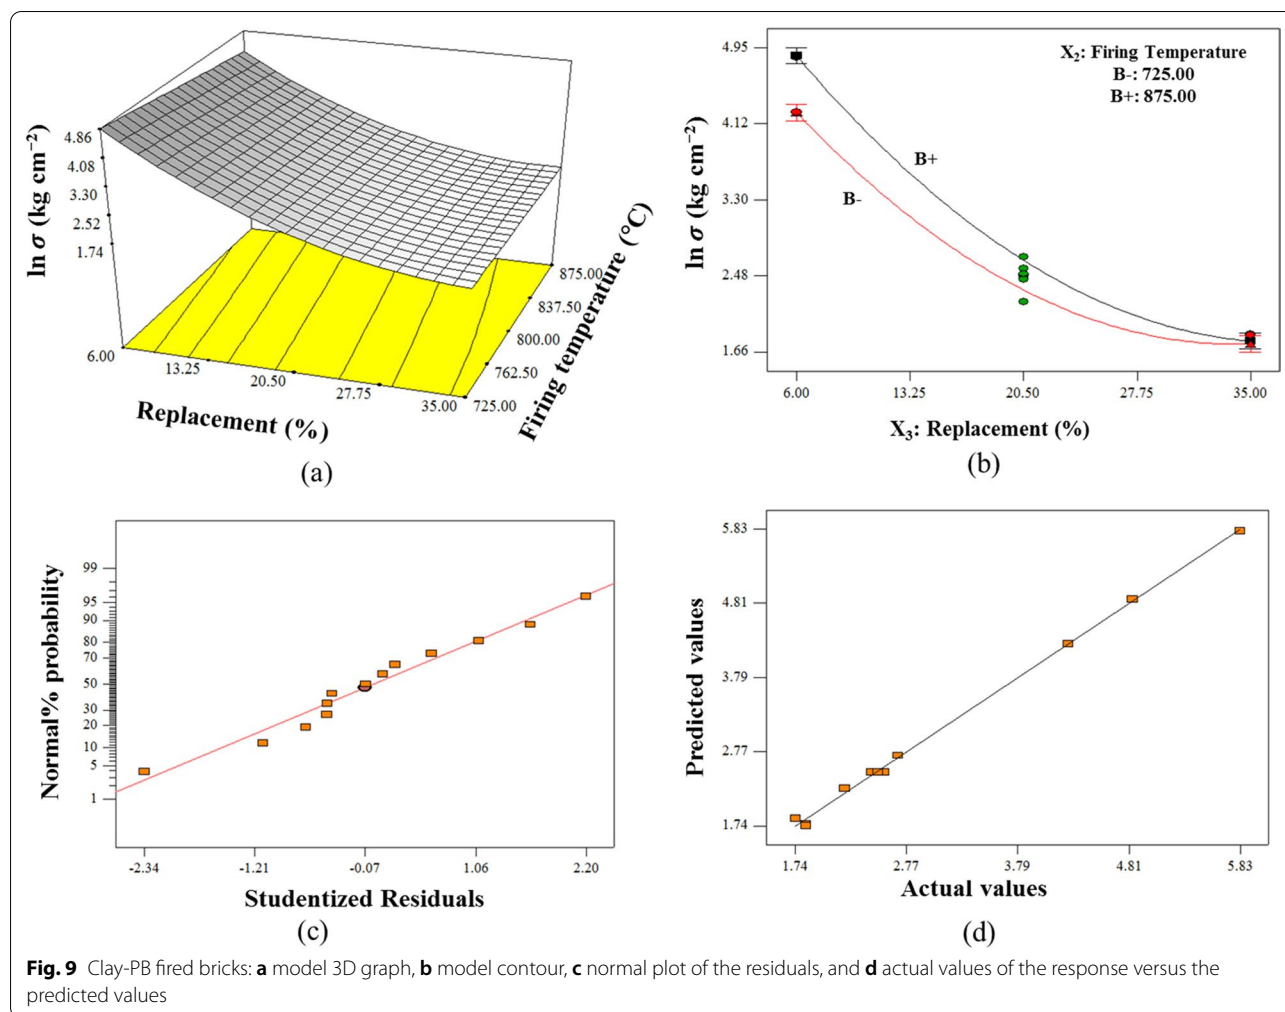 ln σ (kg cm⁻²)
4.86
4.08
3.30
2.52
1.74
6.00
13.25
20.50
27.75
35.00
Replacement (%)
725.00
762.50
800.00
837.50
875.00
Firing temperature (°C)
(a)
ln σ (kg cm⁻²)
4.95
4.12
3.30
2.48
1.66
X₂: Firing Temperature
B-: 725.00
B+: 875.00
B+
B-
6.00
13.25
20.50
27.75
35.00
X₃: Replacement (%)
(b)
Normal% probability
99
95
90
80
70
50
30
20
10
5
1
-2.34
-1.21
-0.07
1.06
2.20
Studentized Residuals
(c)
Predicted values
5.83
4.81
3.79
2.77
1.74
1.74
2.77
3.79
4.81
5.83
Actual values
(d)
Fig. 9 Clay-PB fired bricks: a model 3D graph, b model contour, c normal plot of the residuals, and d actual values of the response versus the
predicted values